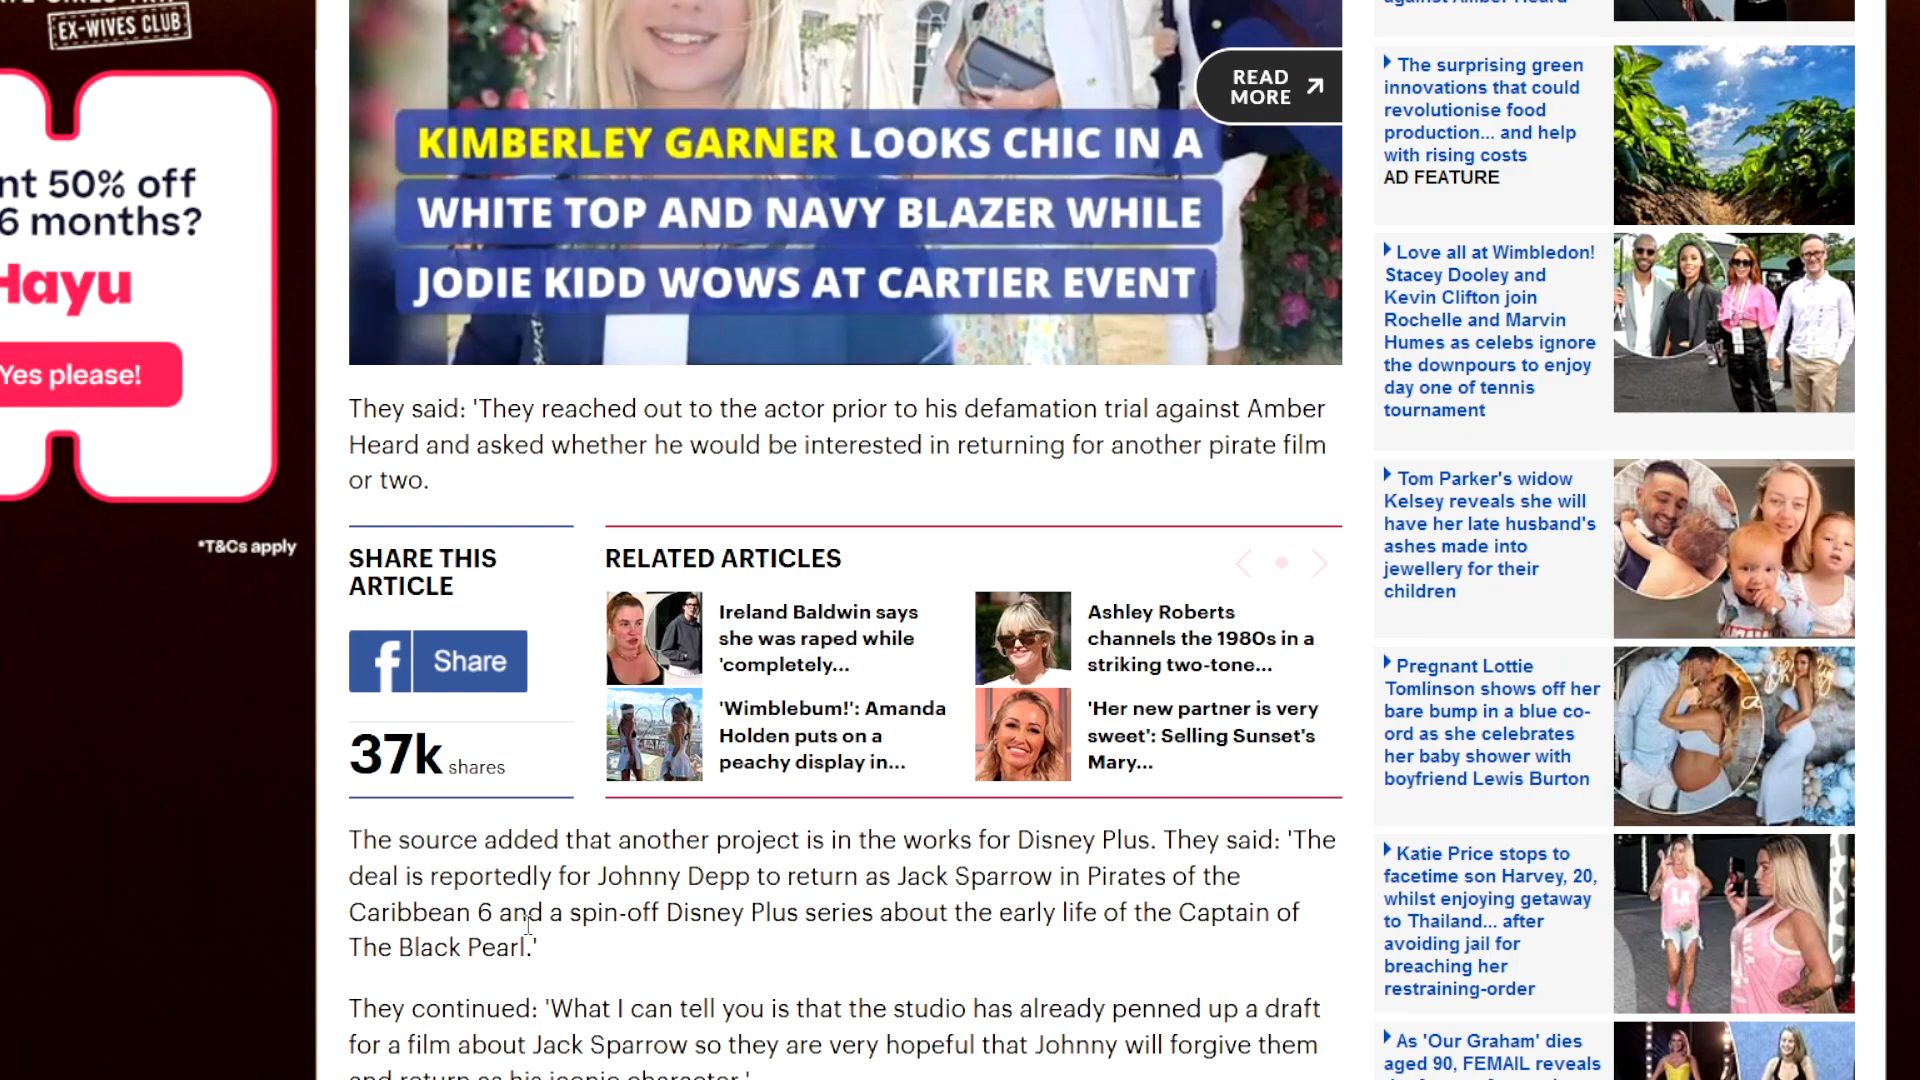 EX-WIVES CLUB
nt 50% off
6 months?
Hayu
Yes please!
*T&Cs apply
READ
MORE
KIMBERLEY GARNER LOOKS CHIC IN A
WHITE TOP AND NAVY BLAZER WHILE
JODIE KIDD WOWS AT CARTIER EVENT
They said: 'They reached out to the actor prior to his defamation trial against Amber
Heard and asked whether he would be interested in returning for another pirate film
or two.
SHARE THIS
ARTICLE
Share
37k shares
RELATED ARTICLES
Ireland Baldwin says
she was raped while
'completely...
Ashley Roberts
channels the 1980s in a
striking two-tone...
'Wimblebum!': Amanda
Holden puts on a
peachy display in...
'Her new partner is very
sweet': Selling Sunset's
Mary...
The source added that another project is in the works for Disney Plus. They said: 'The
deal is reportedly for Johnny Depp to return as Jack Sparrow in Pirates of the
Caribbean 6 and a spin-off Disney Plus series about the early life of the Captain of
The Black Pearl.'
They continued: 'What I can tell you is that the studio has already penned up a draft
for a film about Jack Sparrow so they are very hopeful that Johnny will forgive them
and return as his iconic character.'
against Amber Heard
The surprising green
innovations that could
revolutionise food
production... and help
with rising costs
AD FEATURE
Love all at Wimbledon!
Stacey Dooley and
Kevin Clifton join
Rochelle and Marvin
Humes as celebs ignore
the downpours to enjoy
day one of tennis
tournament
Tom Parker's widow
Kelsey reveals she will
have her late husband's
ashes made into
jewellery for their
children
Pregnant Lottie
Tomlinson shows off her
bare bump in a blue co-
ord as she celebrates
her baby shower with
boyfriend Lewis Burton
Katie Price stops to
facetime son Harvey, 20,
whilst enjoying getaway
to Thailand... after
avoiding jail for
breaching her
restraining-order
As 'Our Graham' dies
aged 90, FEMAIL reveals